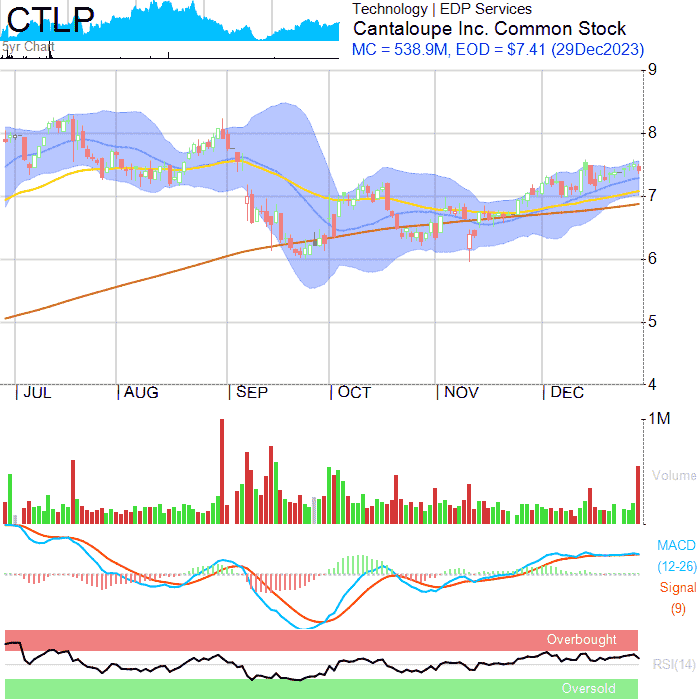 CTLP
5yr Chart
Technology | EDP Services
Cantaloupe Inc. Common Stock
MC = 538.9M, EOD = $7.41 (29Dec2023)
9
8
7
6
5
4
JUL AUG SEP OCT NOV DEC
1M
Volume
MACD
(12-26)
Signal
(9)
Overbought
RSI(14)
Oversold